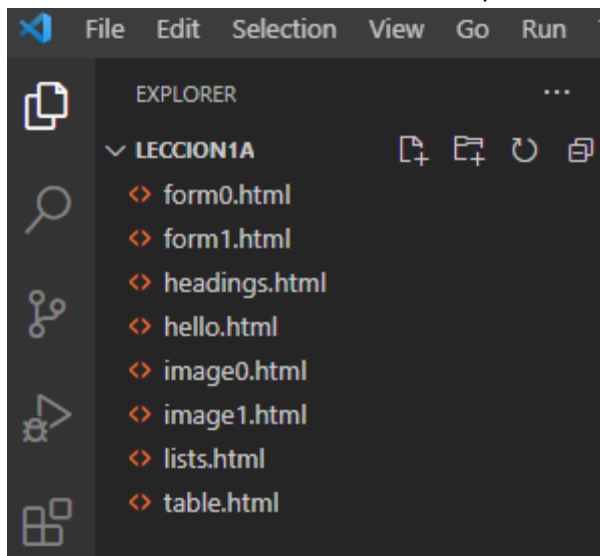 File Edit Selection View Go Run
EXPLORER
LECCION1A
form0.html
form1.html
headings.html
hello.html
image0.html
image1.html
lists.html
table.html